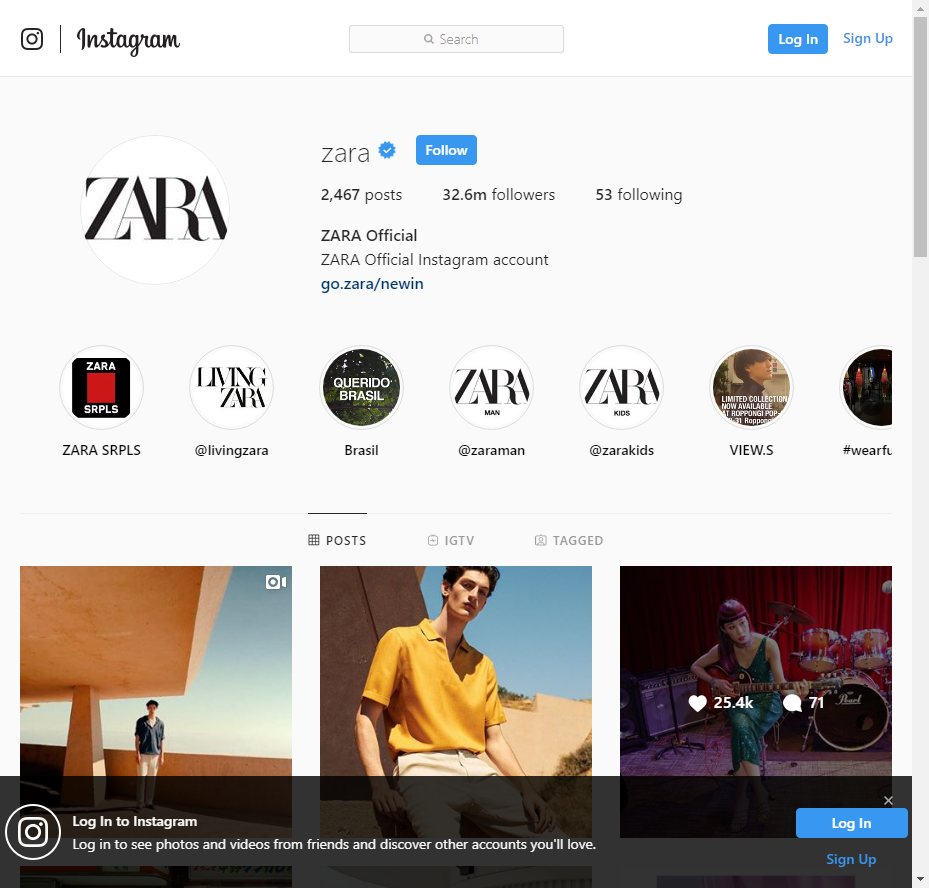 Instagram
Search
Log In
Sign Up
ZARA
zara
Follow
2,467 posts
32.6m followers
53 following
ZARA Official
ZARA Official Instagram account
go.zara/newin
ZARA
SRPLS
LIVING
ZARA
QUERIDO
BRASIL
ZARA
MAN
ZARA
KIDS
LIMITED COLLECTION
NOW AVAILABLE
AT ROPPONGI POP-
31 Roppong
ZARA SRPLS
@livingzara
Brasil
@zaraman
@zarakids
VIEW.S
#wearfu
POSTS
IGTV
TAGGED
25.4k
71
Pearl
Log In to Instagram
Log in to see photos and videos from friends and discover other accounts you'll love.
Log In
Sign Up